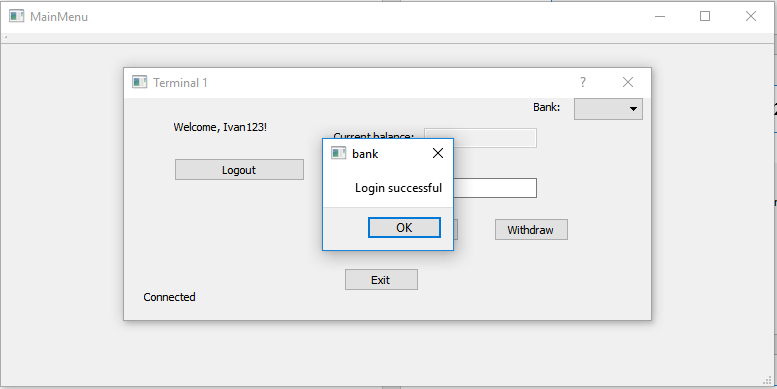 MainMenu
Terminal 1
?
Bank:
Welcome, Ivan123!
Current balance:
bank
Logout
Login successful
OK
Withdraw
Exit
Connected